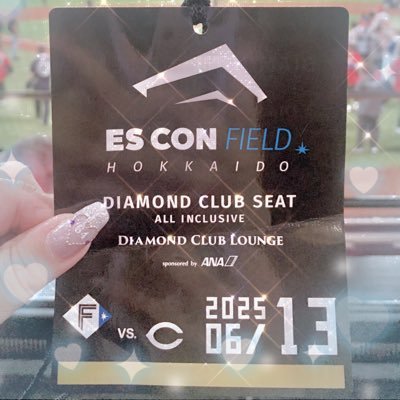 ES CON FIELD
HOKKAIDO
DIAMOND CLUB SEAT
ALL INCLUSIVE
DIAMOND CLUB LOUNGE
sponsored by ANA
F VS. C
2025
06/13